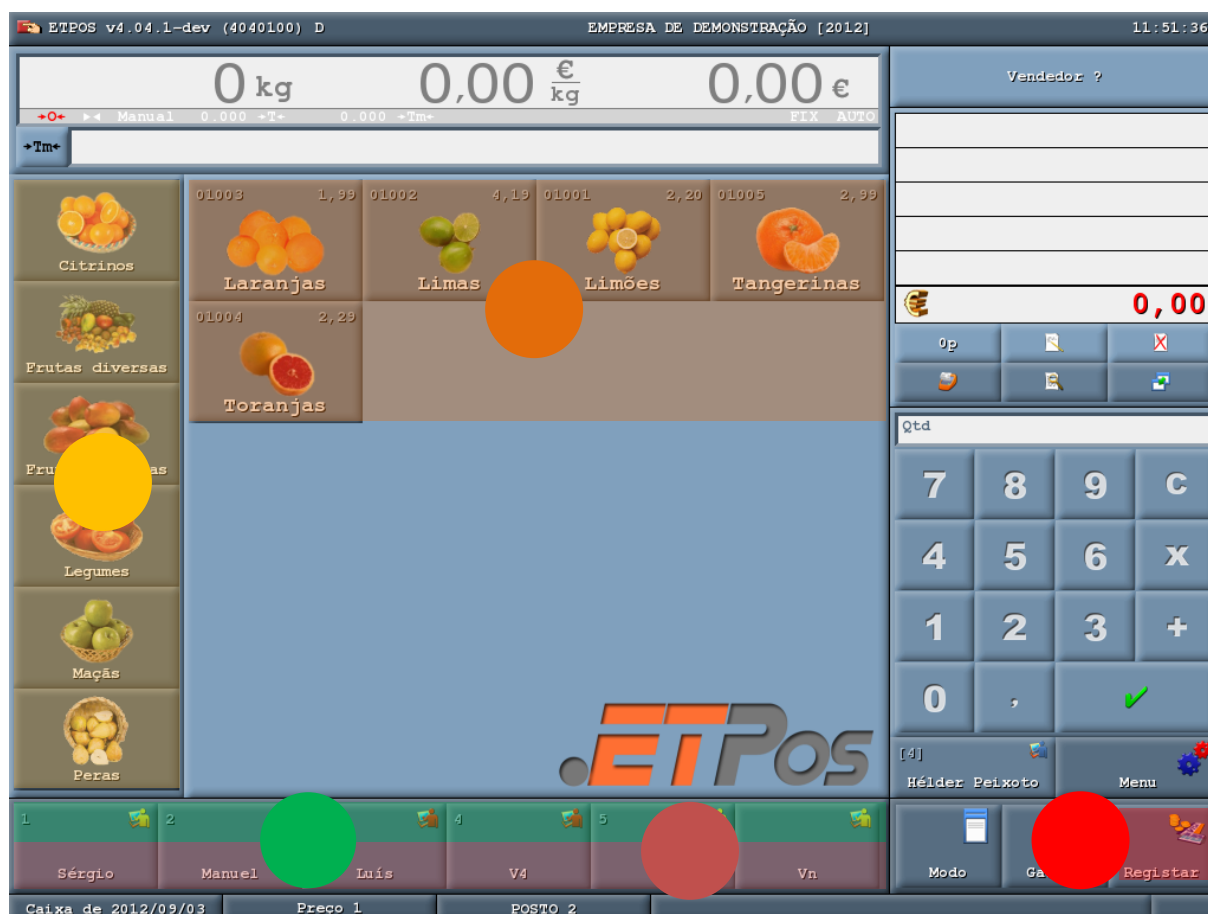 ETPOS v4.04.1-dev (4040100) D
EMPRESA DE DEMONSTRAÇÃO [2012]
11:51:36
0 kg
0,00 €/kg
0,00 €
→0← Manual 0.000 →T← 0.000 →Tm← FIX AUTO
→Tm←
Vendedor ?
Citrinos
Frutas diversas
Legumes
Maçãs
Peras
01003 1,99
Laranjas
01002 4,19
Limas
01001 2,20
Limões
01005 2,99
Tangerinas
01004 2,29
Toranjas
.ETPOS
€ 0,00
0p
Qtd
7 8 9 C
4 5 6 X
1 2 3 +
0 ,
[4]
Hélder Peixoto
Menu
1
Sérgio
2
Manuel
Luís
4
V4
5
Vn
Modo
Registar
Caixa de 2012/09/03
Preço 1
POSTO 2